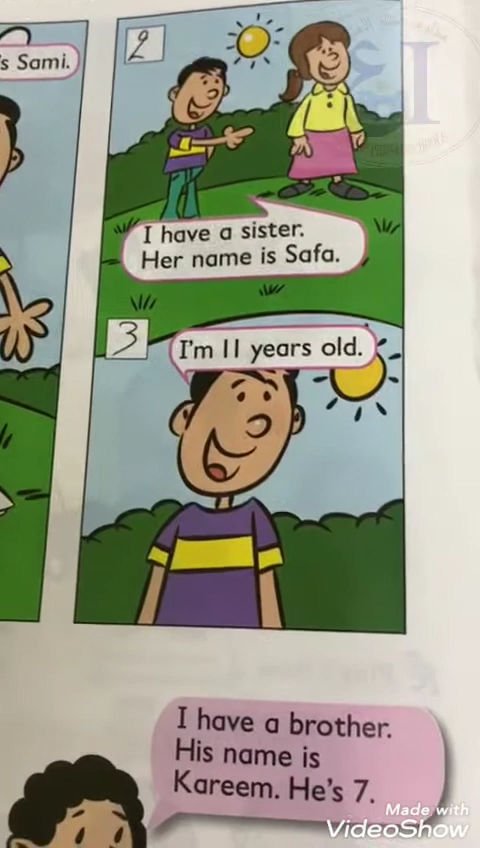 s Sami.
2
I have a sister.
Her name is Safa.
3
I'm 11 years old.
I have a brother.
His name is
Kareem. He's 7.
Made with
VideoShow